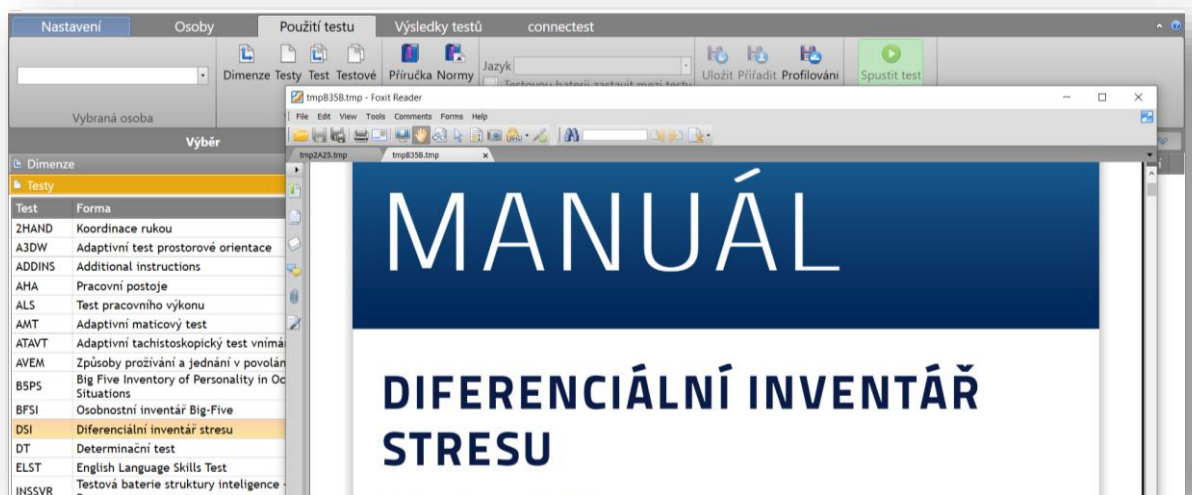 Nastavení Osoby Použití testu Výsledky testů connectest
Dimenze Testy Test Testové Příručka Normy Jazyk Uložit Přiřadit Profilování Spustit test
Testovou baterii zastavit mezi testy
Vybraná osoba
Výběr
Dimenze
Testy
Test Forma
2HAND Koordinace rukou
A3DW Adaptivní test prostorové orientace
ADDINS Additional instructions
AHA Pracovní postoje
ALS Test pracovního výkonu
AMT Adaptivní maticový test
ATAVT Adaptivní tachistoskopický test vnímá
AVEM Způsoby prožívání a jednání v povolán
B5PS Big Five Inventory of Personality in Oc
Situations
BFSI Osobnostní inventář Big-Five
DSI Diferenciální inventář stresu
DT Determinační test
ELST English Language Skills Test
INSSVR Testová baterie struktury inteligence -
tmpB35B.tmp - Foxit Reader
File Edit View Tools Comments Forms Help
tmp2A25.tmp tmpB35B.tmp
MANUÁL
DIFERENCIÁLNÍ INVENTÁŘ
STRESU